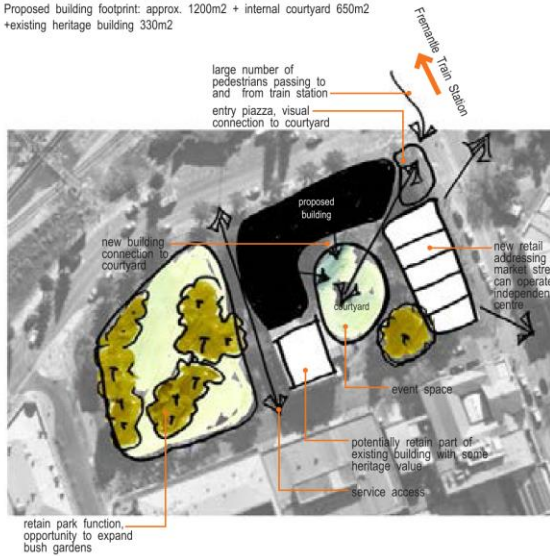 Proposed building footprint: approx. 1200m2 + internal courtyard 650m2
+existing heritage building 330m2
Fremantle Train Station
large number of
pedestrians passing to
and from train station
entry piazza, visual
connection to courtyard
proposed
building
new building
connection to
courtyard
new retail
addressing
market stre
can operate
independen
centre
courtyard
event space
potentially retain part of
existing building with some
heritage value
service access
retain park function,
opportunity to expand
bush gardens